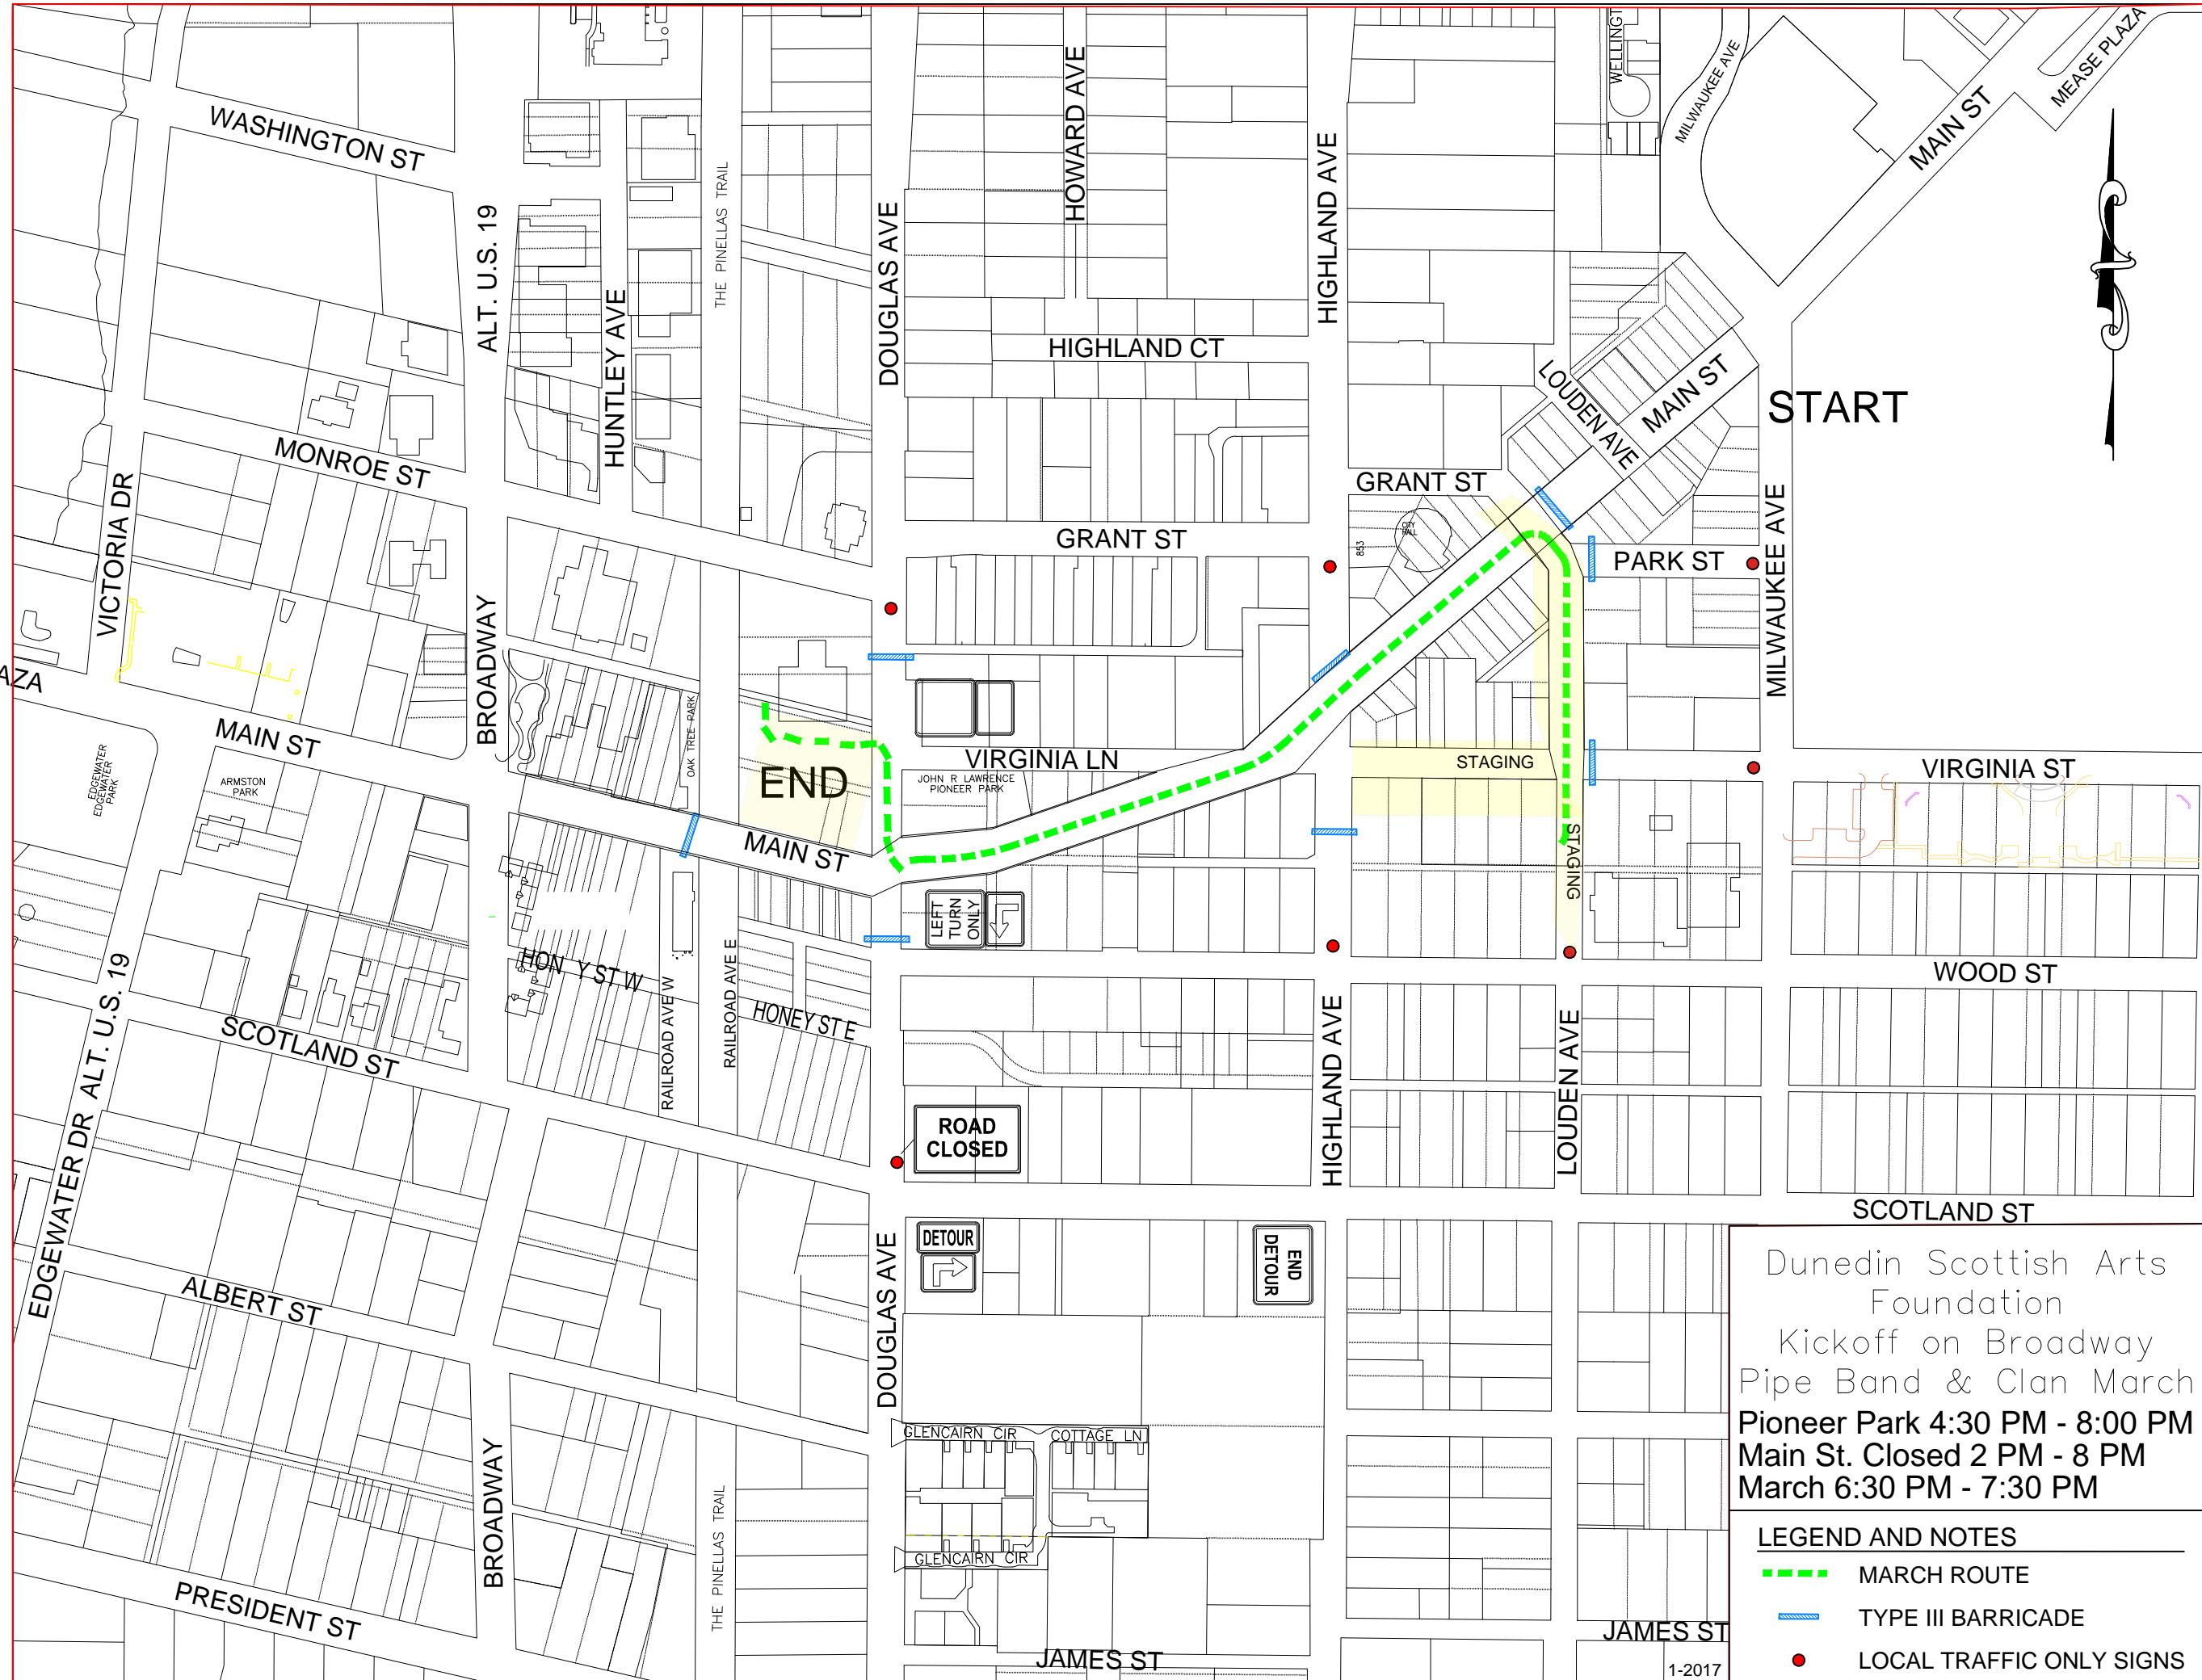 WASHINGTON ST
ALT. U.S. 19
HUNTLEY AVE
THE PINELLAS TRAIL
DOUGLAS AVE
HOWARD AVE
HIGHLAND AVE
WELLINGT
MILWAUKEE AVE
MAIN ST
MEASE PLAZA
HIGHLAND CT
LOUDEN AVE
MAIN ST
START
MONROE ST
VICTORIA DR
GRANT ST
GRANT ST
CITY
HALL
853
PARK ST
MILWAUKEE AVE
BROADWAY
AZA
MAIN ST
EDGEWATER
EDGEWATER
PARK
PARK
ARMSTON
PARK
OAK TREE PARK
END
VIRGINIA LN
JOHN R LAWRENCE
PIONEER PARK
STAGING
VIRGINIA ST
MAIN ST
STAGING
LEFT
TURN
ONLY
HON Y ST W
RAILROAD AVE W
RAILROAD AVE E
HONEY ST E
WOOD ST
EDGEWATER DR ALT. U.S. 19
SCOTLAND ST
HIGHLAND AVE
LOUDEN AVE
ROAD
CLOSED
SCOTLAND ST
DETOUR
END
DETOUR
ALBERT ST
DOUGLAS AVE
BROADWAY
THE PINELLAS TRAIL
GLENCAIRN CIR
COTTAGE LN
GLENCAIRN CIR
PRESIDENT ST
JAMES ST
JAMES ST
1-2017
Dunedin Scottish Arts
Foundation
Kickoff on Broadway
Pipe Band & Clan March
Pioneer Park 4:30 PM - 8:00 PM
Main St. Closed 2 PM - 8 PM
March 6:30 PM - 7:30 PM
LEGEND AND NOTES
MARCH ROUTE
TYPE III BARRICADE
LOCAL TRAFFIC ONLY SIGNS